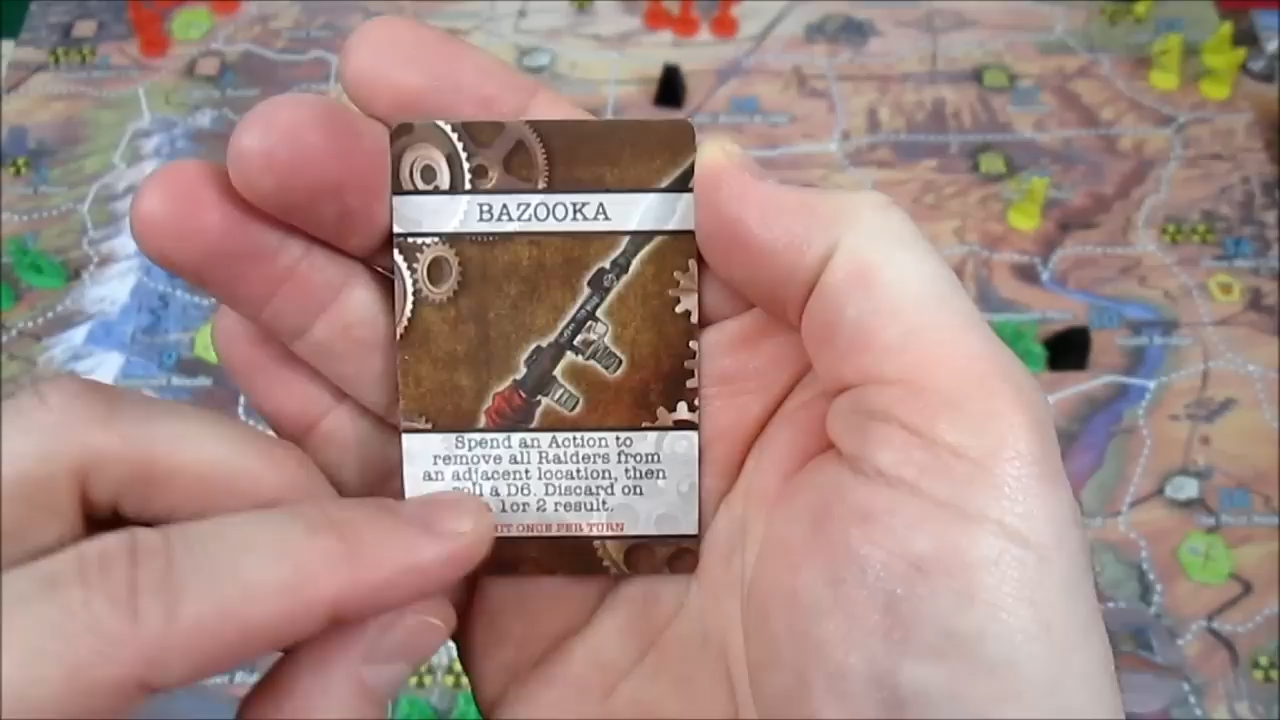 BAZOOKA
Spend an Action to
remove all Raiders from
an adjacent location, then
roll a D6. Discard on
1 or 2 result.
ONCE PER TURN